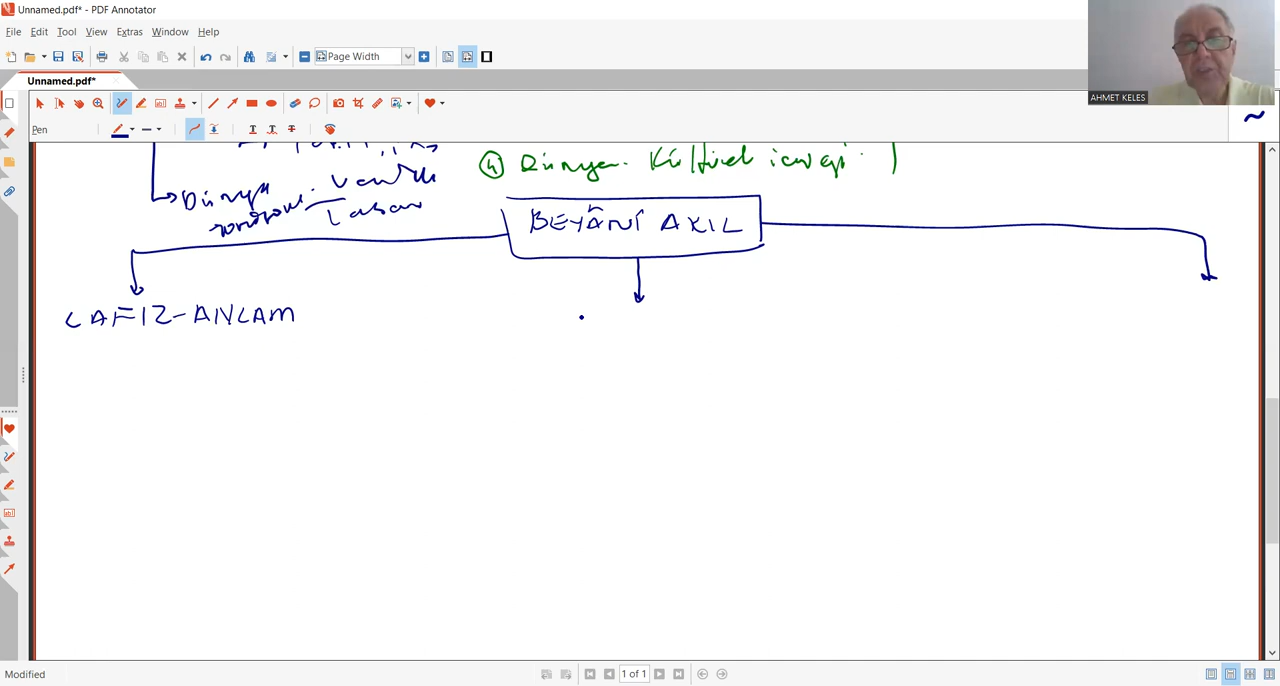 Unnamed.pdf* - PDF Annotator
File Edit Tool View Extras Window Help
Page Width
Unnamed.pdf*
AHMET KELES
Pen
④ Dünya. Kültürel
Dünya
BEYÂNÎ AKIL
LAFIZ-ANLAM
Modified
1 of 1